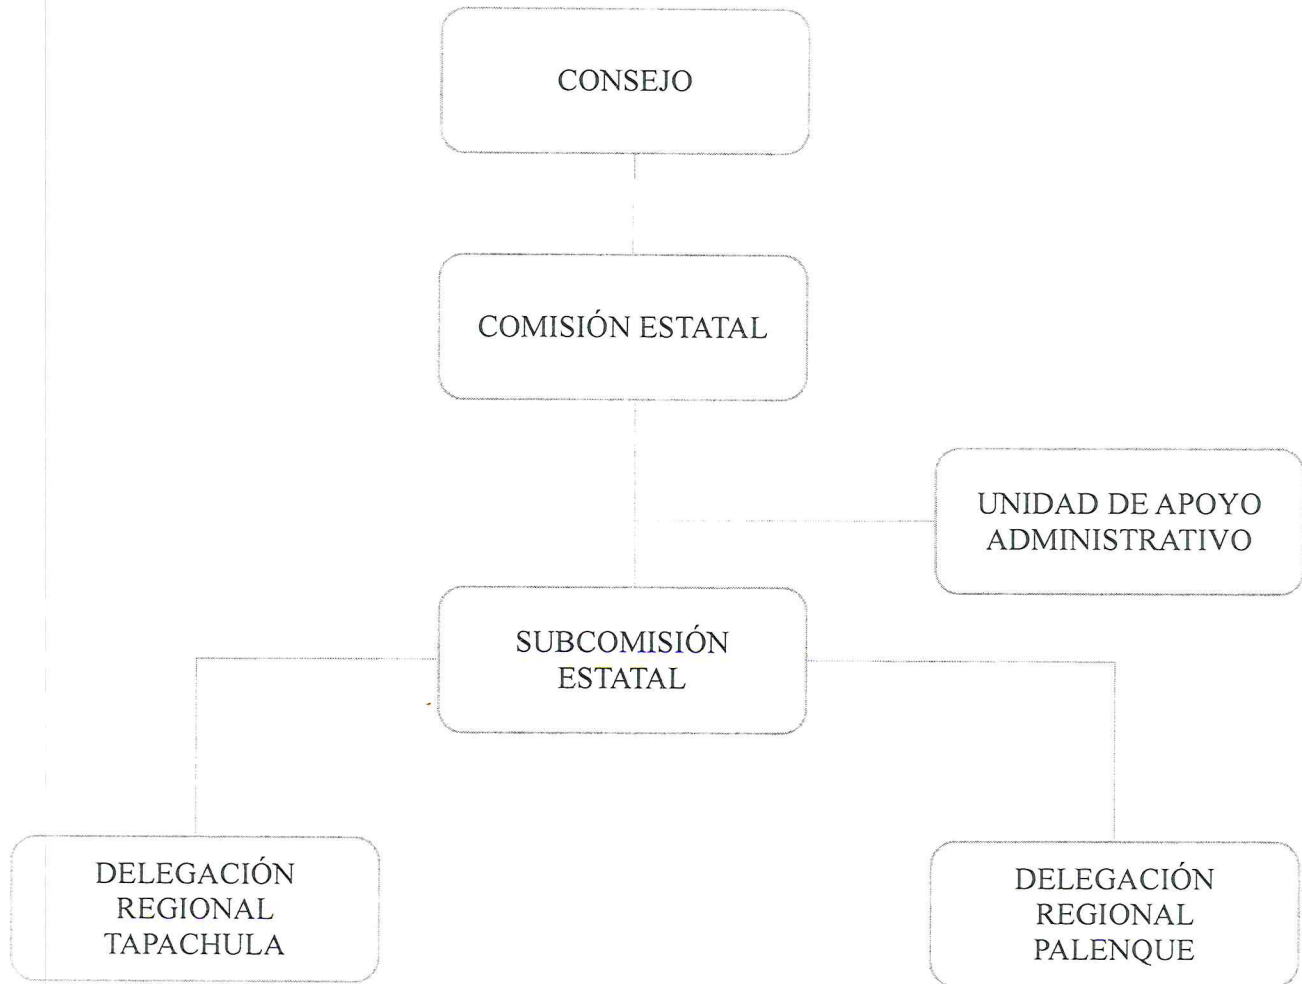 CONSEJO
COMISIÓN ESTATAL
UNIDAD DE APOYO
ADMINISTRATIVO
SUBCOMISIÓN
ESTATAL
DELEGACIÓN
REGIONAL
TAPACHULA
DELEGACIÓN
REGIONAL
PALENQUE